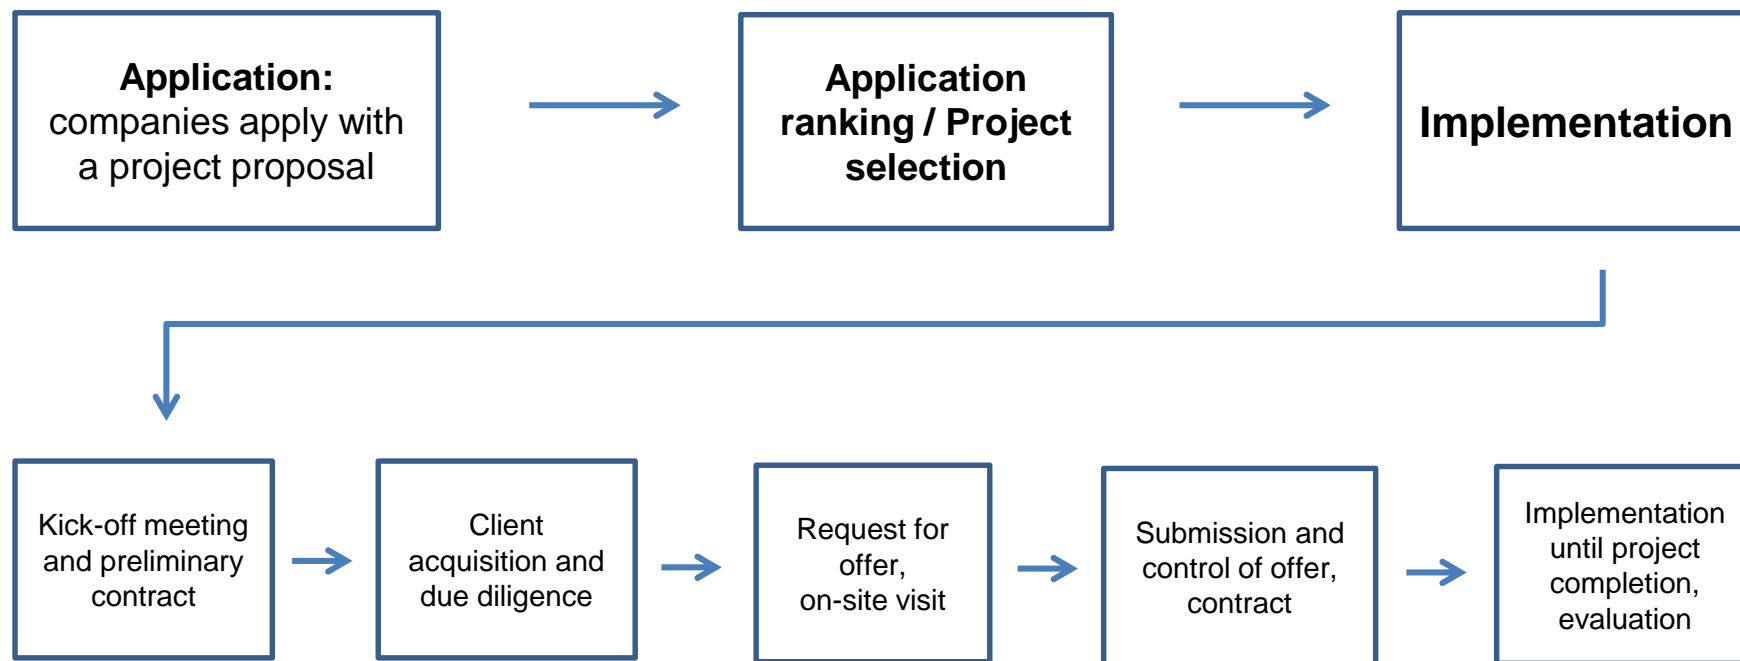 Application:
companies apply with
a project proposal
Application
ranking / Project
selection
Implementation
Kick-off meeting
and preliminary
contract
Client
acquisition and
due diligence
Request for
offer,
on-site visit
Submission and
control of offer,
contract
Implementation
until project
completion,
evaluation